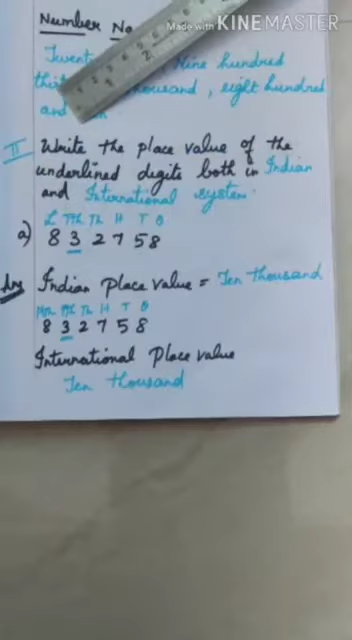 Made with KINEMASTER
Number
Nine hundred
thousand, eight hundred
and
II Write the place value of the
underlined digits both in Indian
and International system.
L TTh Th H T O
a) 8 3 2 7 5 8
Ans Indian place value = Ten thousand
HTh TTh Th H T O
8 3 2 7 5 8
International Place value
Ten thousand